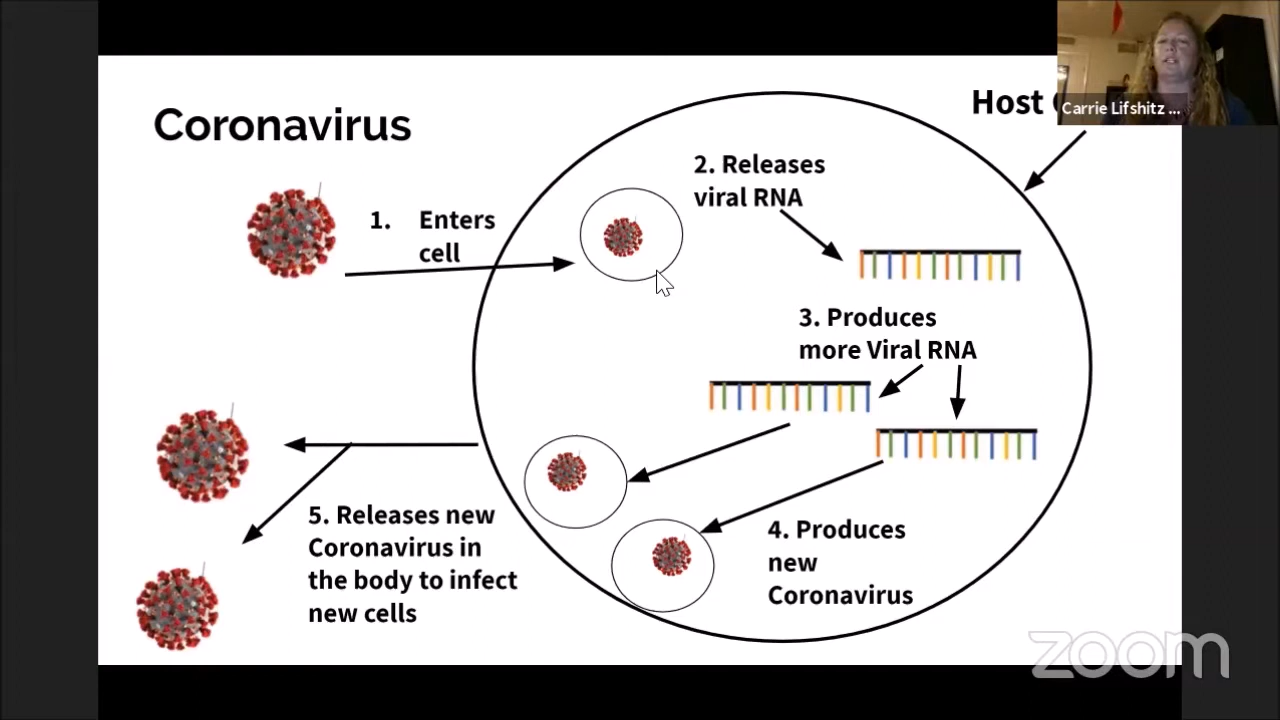 Coronavirus
Host
Carrie Lifshitz ...
1. Enters
cell
2. Releases
viral RNA
3. Produces
more Viral RNA
4. Produces
new
Coronavirus
5. Releases new
Coronavirus in
the body to infect
new cells
zoom